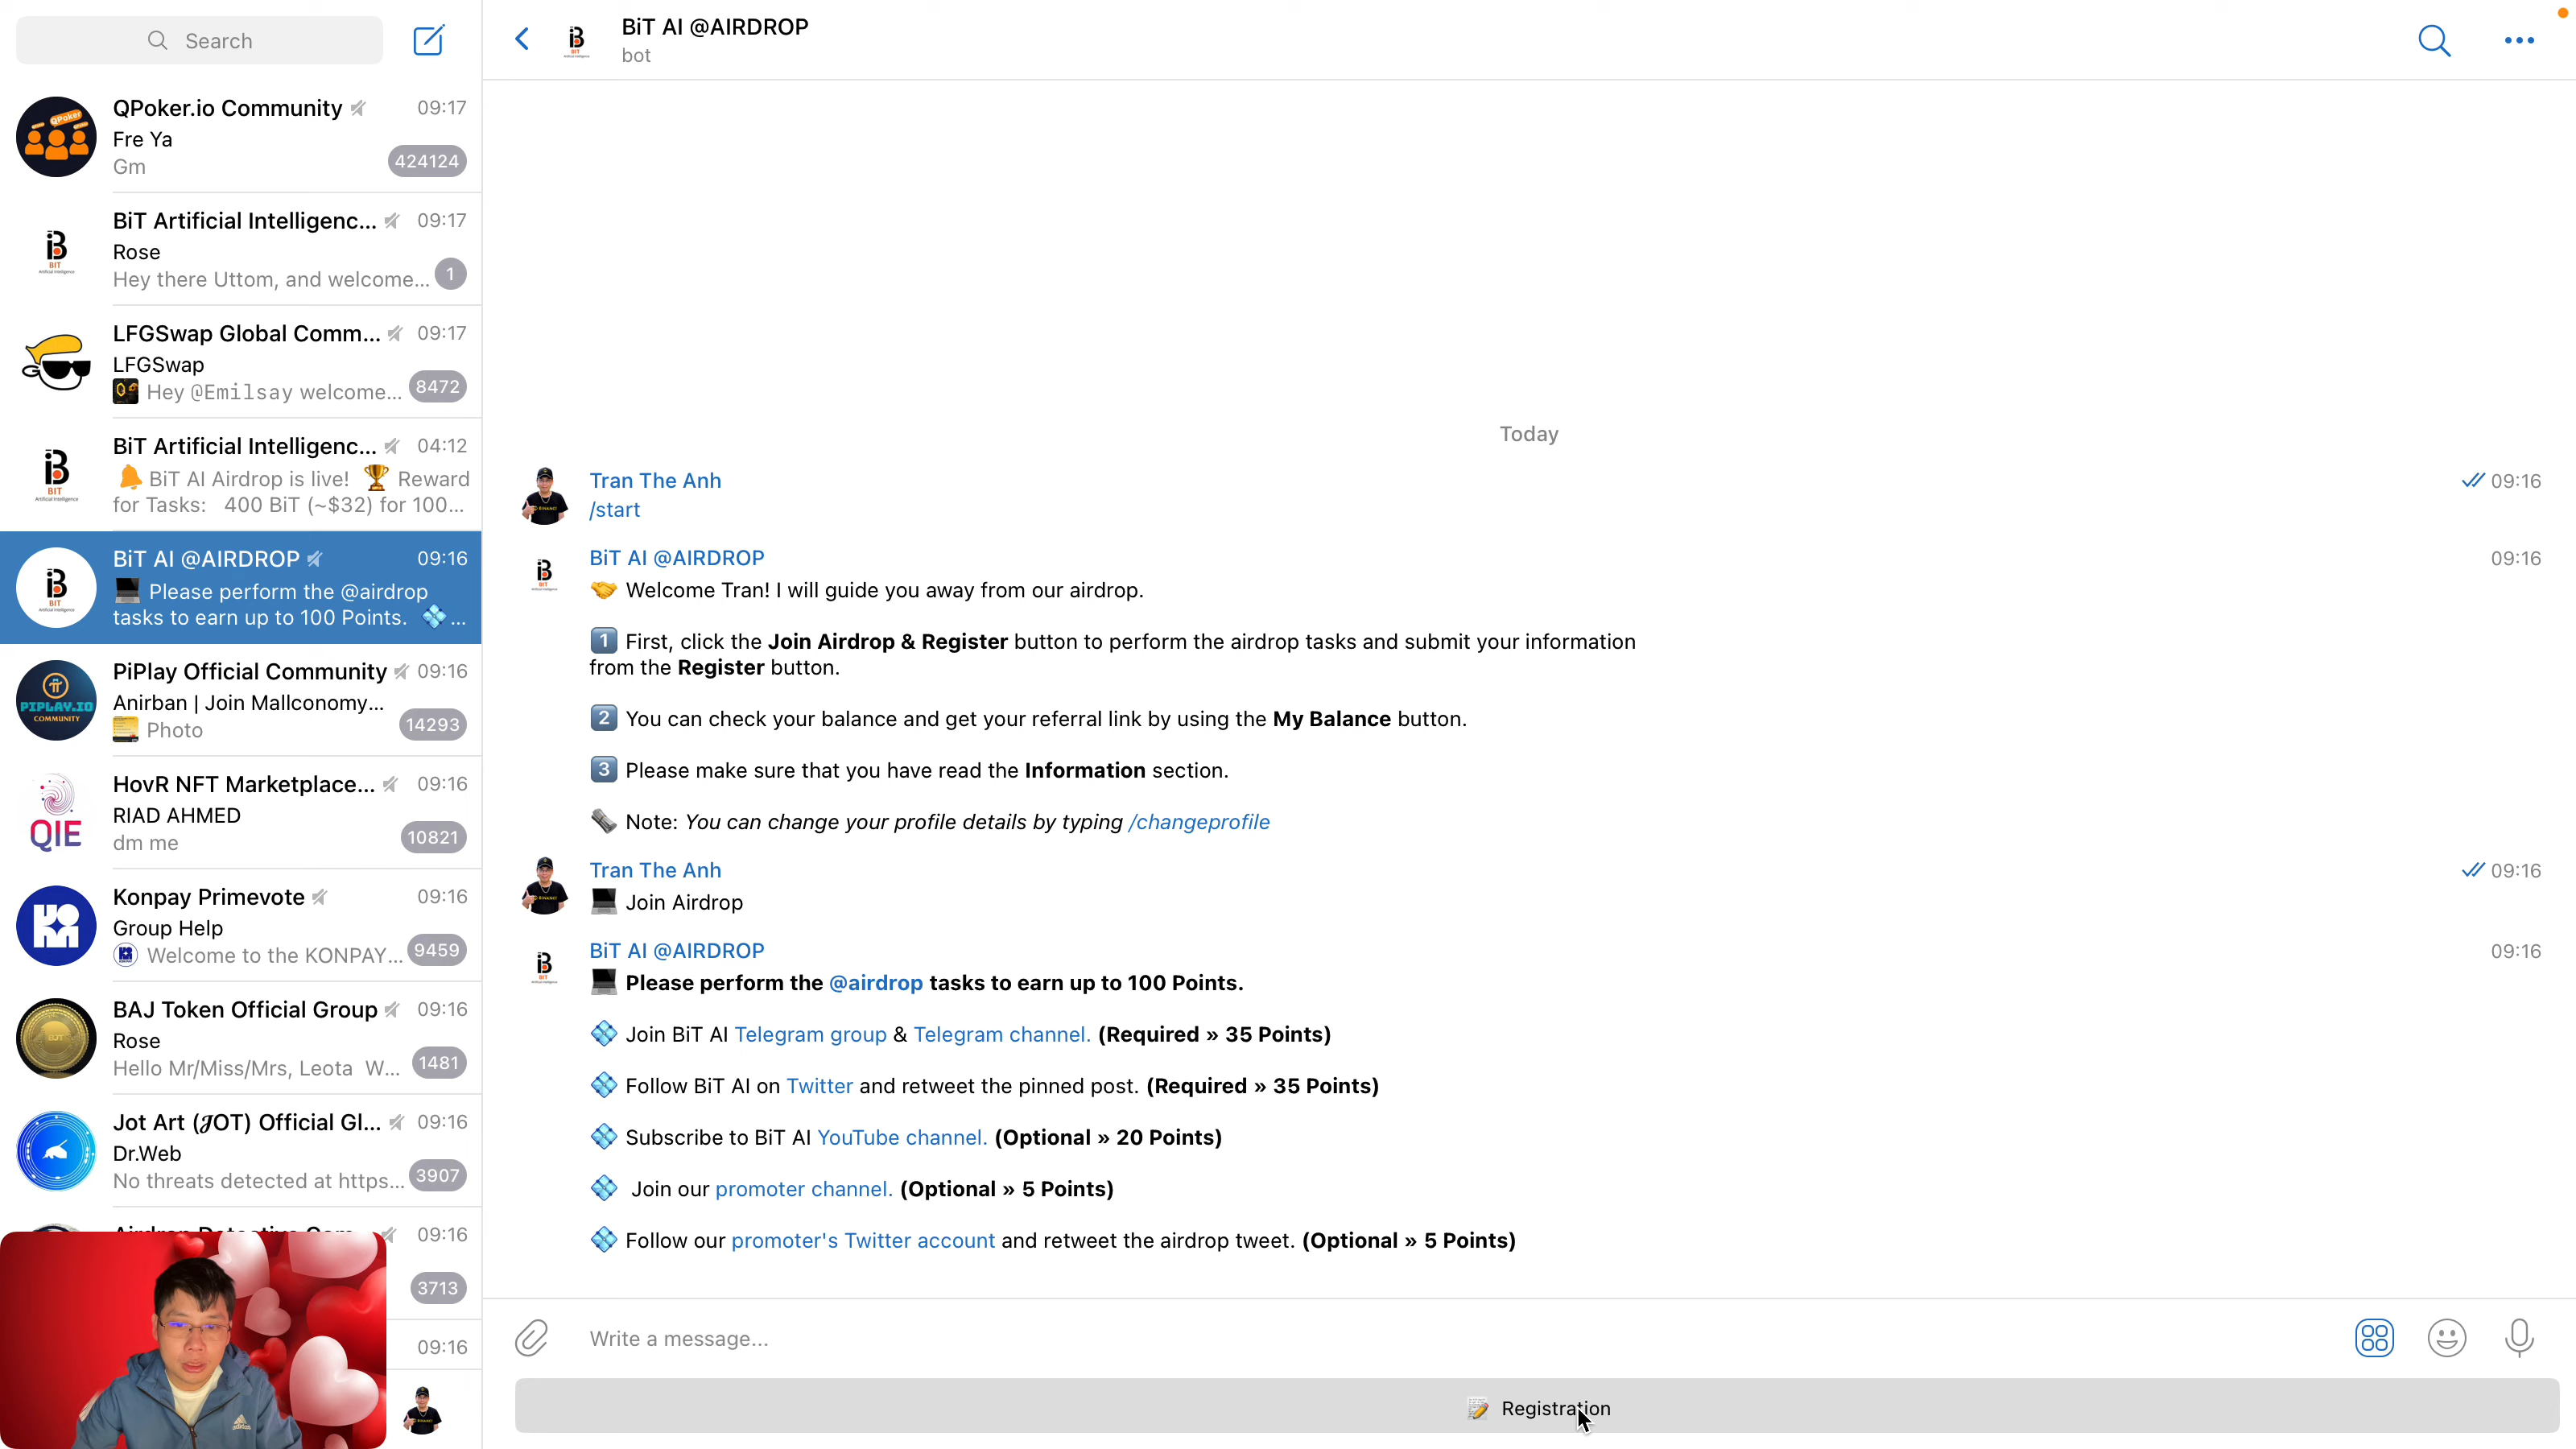 Search
QPoker.io Community 09:17
Fre Ya
Gm 424124
BiT Artificial Intelligenc... 09:17
Rose
Hey there Uttom, and welcome... 1
LFGSwap Global Comm... 09:17
LFGSwap
Hey @Emilsay welcome... 8472
BiT Artificial Intelligenc... 04:12
🔔 BiT AI Airdrop is live! 🏆 Reward
for Tasks: 400 BiT (~$32) for 100...
BiT AI @AIRDROP 09:16
💻 Please perform the @airdrop
tasks to earn up to 100 Points. 💠 ...
PiPlay Official Community 09:16
Anirban | Join Mallconomy...
Photo 14293
PIPLAY.IO
COMMUNITY
HovR NFT Marketplace... 09:16
RIAD AHMED
dm me 10821
QIE
Konpay Primevote 09:16
Group Help
Welcome to the KONPAY... 9459
BAJ Token Official Group 09:16
Rose
Hello Mr/Miss/Mrs, Leota W... 1481
Jot Art (𝒥OT) Official Gl... 09:16
Dr.Web
No threats detected at https... 3907
09:16
3713
09:16
BiT AI @AIRDROP
bot
Today
Tran The Anh 09:16
/start
BiT AI @AIRDROP 09:16
🤝 Welcome Tran! I will guide you away from our airdrop.
1️⃣ First, click the Join Airdrop & Register button to perform the airdrop tasks and submit your information
from the Register button.
2️⃣ You can check your balance and get your referral link by using the My Balance button.
3️⃣ Please make sure that you have read the Information section.
🗞 Note: You can change your profile details by typing /changeprofile
Tran The Anh 09:16
💻 Join Airdrop
BiT AI @AIRDROP 09:16
💻 Please perform the @airdrop tasks to earn up to 100 Points.
💠 Join BiT AI Telegram group & Telegram channel. (Required » 35 Points)
💠 Follow BiT AI on Twitter and retweet the pinned post. (Required » 35 Points)
💠 Subscribe to BiT AI YouTube channel. (Optional » 20 Points)
💠 Join our promoter channel. (Optional » 5 Points)
💠 Follow our promoter's Twitter account and retweet the airdrop tweet. (Optional » 5 Points)
Write a message...
📝 Registration